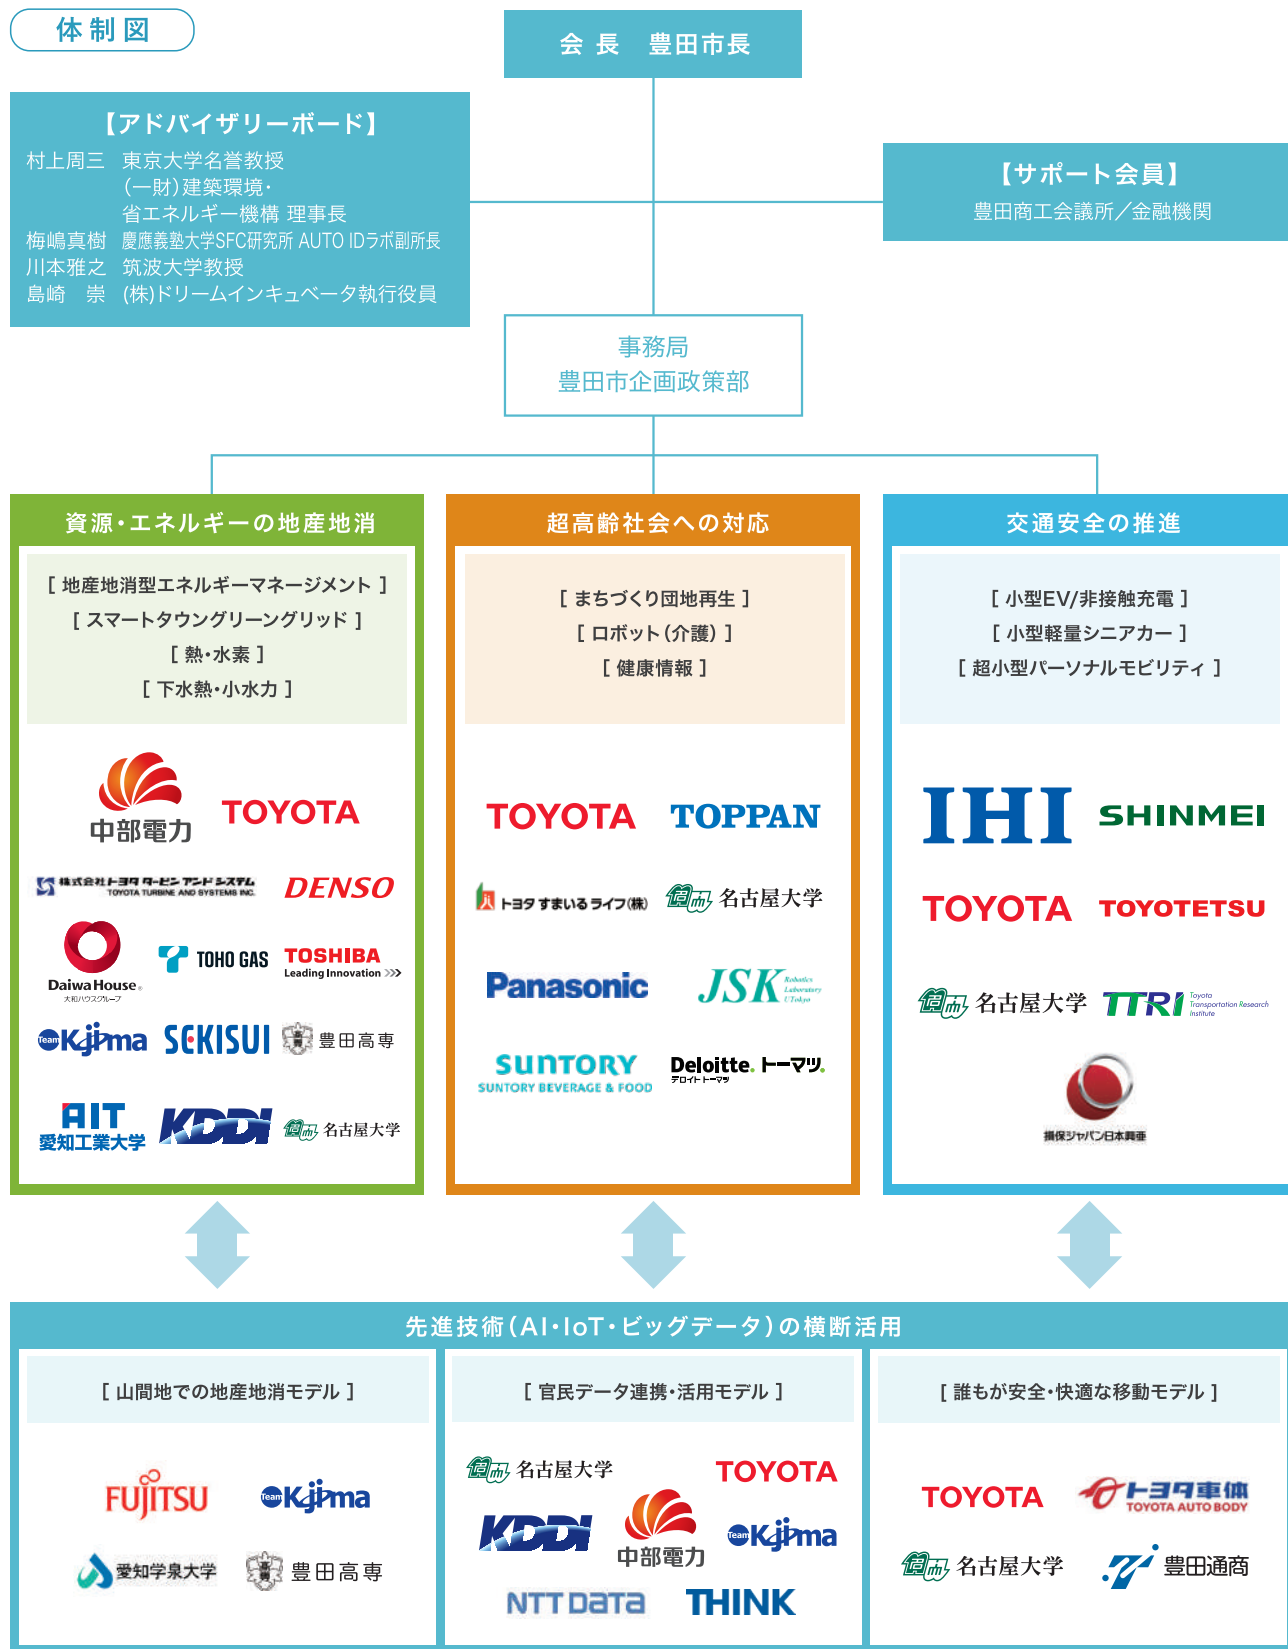 体制図
会 長　豊田市長
【アドバイザリーボード】
村上周三　東京大学名誉教授
（一財）建築環境・
省エネルギー機構 理事長
梅嶋真樹　慶應義塾大学SFC研究所 AUTO IDラボ副所長
川本雅之　筑波大学教授
島崎　崇　(株)ドリームインキュベータ執行役員
【サポート会員】
豊田商工会議所／金融機関
事務局
豊田市企画政策部
資源・エネルギーの地産地消
[ 地産地消型エネルギーマネージメント ]
[ スマートタウングリーングリッド ]
[ 熱・水素 ]
[ 下水熱・小水力 ]
中部電力
TOYOTA
株式会社トヨタ タービン アンド システム
TOYOTA TURBINE AND SYSTEMS INC.
DENSO
Daiwa House®
大和ハウスグループ
TOHO GAS
TOSHIBA
Leading Innovation >>>
Team Kjima
SEKISUI
豊田高専
AIT
愛知工業大学
KDDI
名古屋大学
超高齢社会への対応
[ まちづくり団地再生 ]
[ ロボット（介護） ]
[ 健康情報 ]
TOYOTA
TOPPAN
トヨタ すまいるライフ(株)
名古屋大学
Panasonic
JSK
Robotics
Laboratory
UTokyo
SUNTORY
SUNTORY BEVERAGE & FOOD
Deloitte. トーマツ.
デロイト トーマツ
交通安全の推進
[ 小型EV/非接触充電 ]
[ 小型軽量シニアカー ]
[ 超小型パーソナルモビリティ ]
IHI
SHINMEI
TOYOTA
TOYOTETSU
名古屋大学
TTRI
Toyota
Transportation Research
Institute
損保ジャパン日本興亜
先進技術（AI・IoT・ビッグデータ）の横断活用
[ 山間地での地産地消モデル ]
FUJITSU
Team Kjima
愛知学泉大学
豊田高専
[ 官民データ連携・活用モデル ]
名古屋大学
TOYOTA
KDDI
中部電力
Team Kjima
NTT DATA
THINK
[ 誰もが安全・快適な移動モデル ]
TOYOTA
トヨタ車体
TOYOTA AUTO BODY
名古屋大学
豊田通商